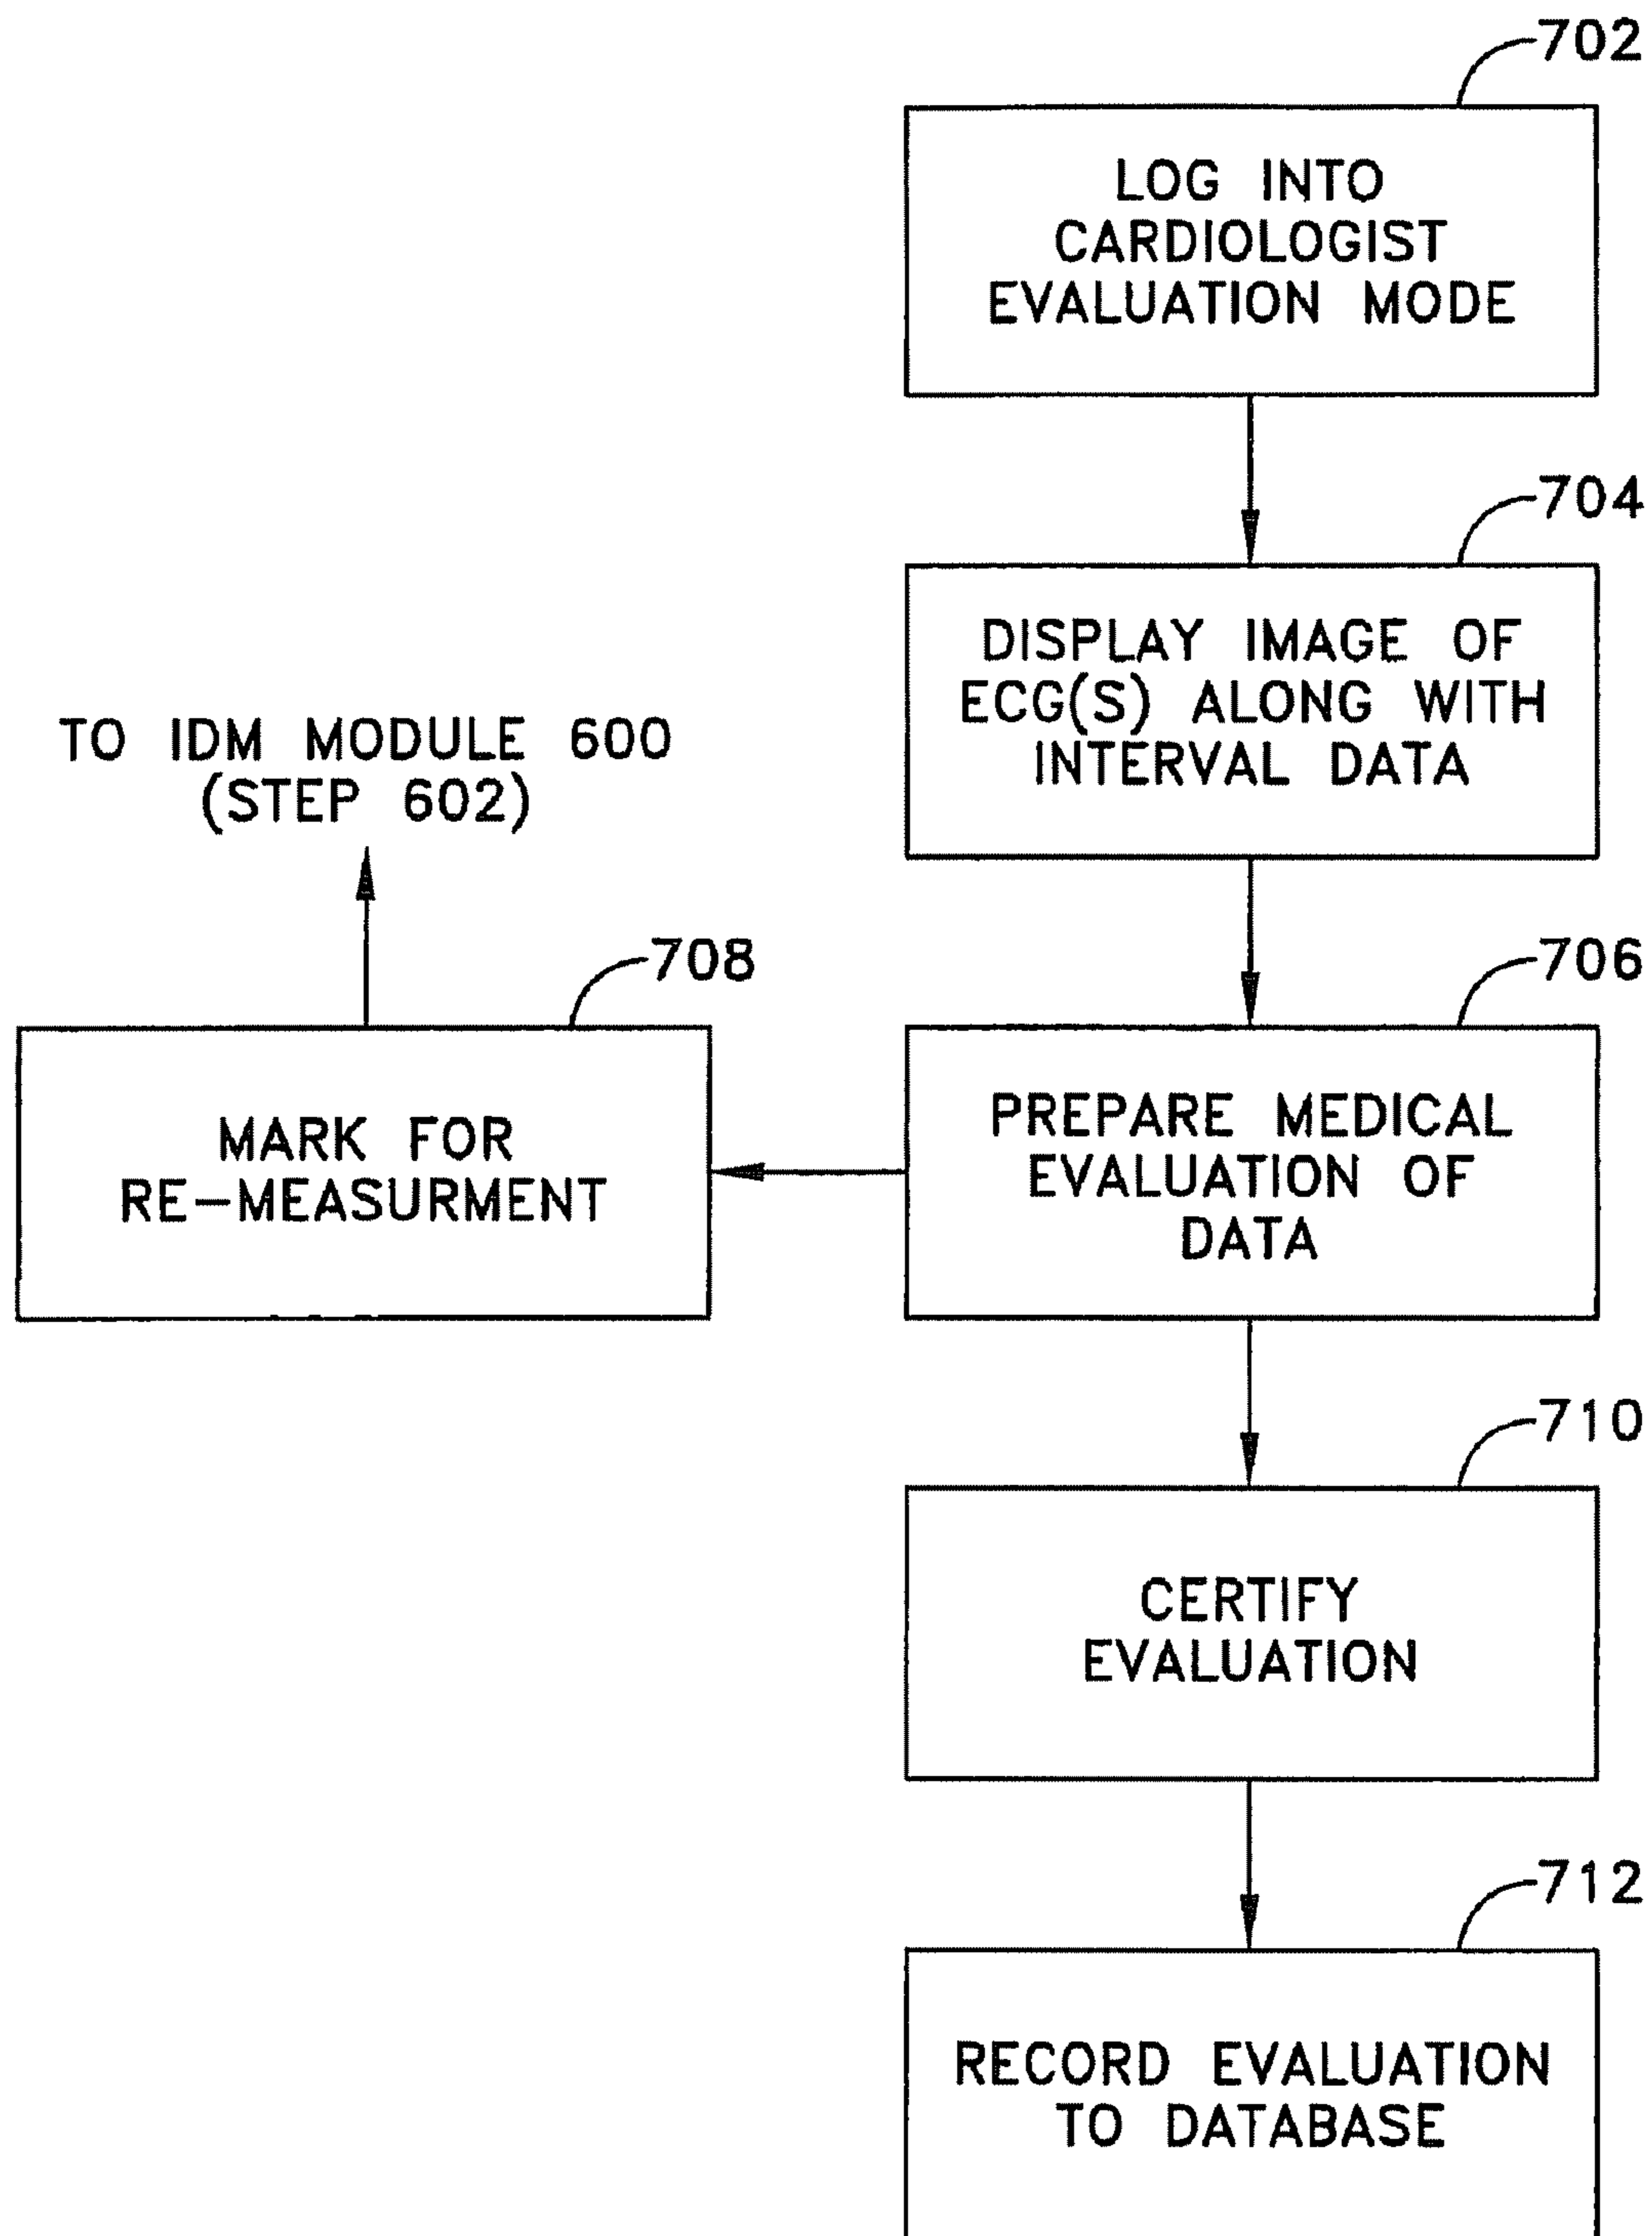 702
LOG INTO
CARDIOLOGIST
EVALUATION MODE
704
DISPLAY IMAGE OF
ECG(S) ALONG WITH
INTERVAL DATA
TO IDM MODULE 600
(STEP 602)
708
MARK FOR
RE-MEASURMENT
706
PREPARE MEDICAL
EVALUATION OF
DATA
710
CERTIFY
EVALUATION
712
RECORD EVALUATION
TO DATABASE